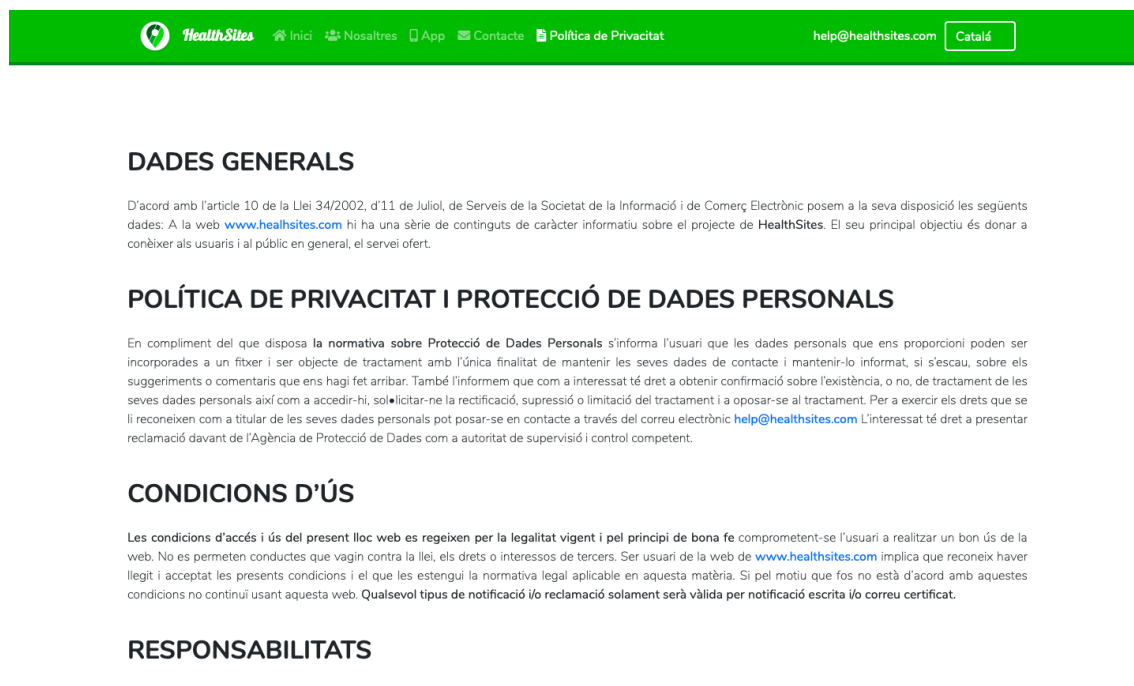 HealthSites Inici Nosaltres App Contacte Política de Privacitat help@healthsites.com Catalá
DADES GENERALS
D'acord amb l'article 10 de la Llei 34/2002, d'11 de Juliol, de Serveis de la Societat de la Informació i de Comerç Electrònic posem a la seva disposició les següents
dades: A la web www.healhsites.com hi ha una sèrie de continguts de caràcter informatiu sobre el projecte de HealthSites. El seu principal objectiu és donar a
conèixer als usuaris i al públic en general, el servei ofert.
POLÍTICA DE PRIVACITAT I PROTECCIÓ DE DADES PERSONALS
En compliment del que disposa la normativa sobre Protecció de Dades Personals s'informa l'usuari que les dades personals que ens proporcioni poden ser
incorporades a un fitxer i ser objecte de tractament amb l'única finalitat de mantenir les seves dades de contacte i mantenir-lo informat, si s'escau, sobre els
suggeriments o comentaris que ens hagi fet arribar. També l'informem que com a interessat té dret a obtenir confirmació sobre l'existència, o no, de tractament de les
seves dades personals així com a accedir-hi, sol•licitar-ne la rectificació, supressió o limitació del tractament i a oposar-se al tractament. Per a exercir els drets que se
li reconeixen com a titular de les seves dades personals pot posar-se en contacte a través del correu electrònic help@healthsites.com L'interessat té dret a presentar
reclamació davant de l'Agència de Protecció de Dades com a autoritat de supervisió i control competent.
CONDICIONS D'ÚS
Les condicions d'accés i ús del present lloc web es regeixen per la legalitat vigent i pel principi de bona fe comprometent-se l'usuari a realitzar un bon ús de la
web. No es permeten conductes que vagin contra la llei, els drets o interessos de tercers. Ser usuari de la web de www.healthsites.com implica que reconeix haver
llegit i acceptat les presents condicions i el que les estengui la normativa legal aplicable en aquesta matèria. Si pel motiu que fos no està d'acord amb aquestes
condicions no continuï usant aquesta web. Qualsevol tipus de notificació i/o reclamació solament serà vàlida per notificació escrita i/o correu certificat.
RESPONSABILITATS